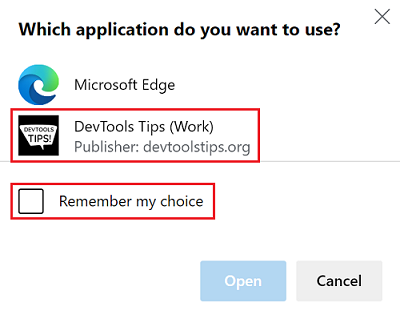 Which application do you want to use?
Microsoft Edge
DEVTOOLS
TIPS!
DevTools Tips (Work)
Publisher: devtoolstips.org
Remember my choice
Open
Cancel